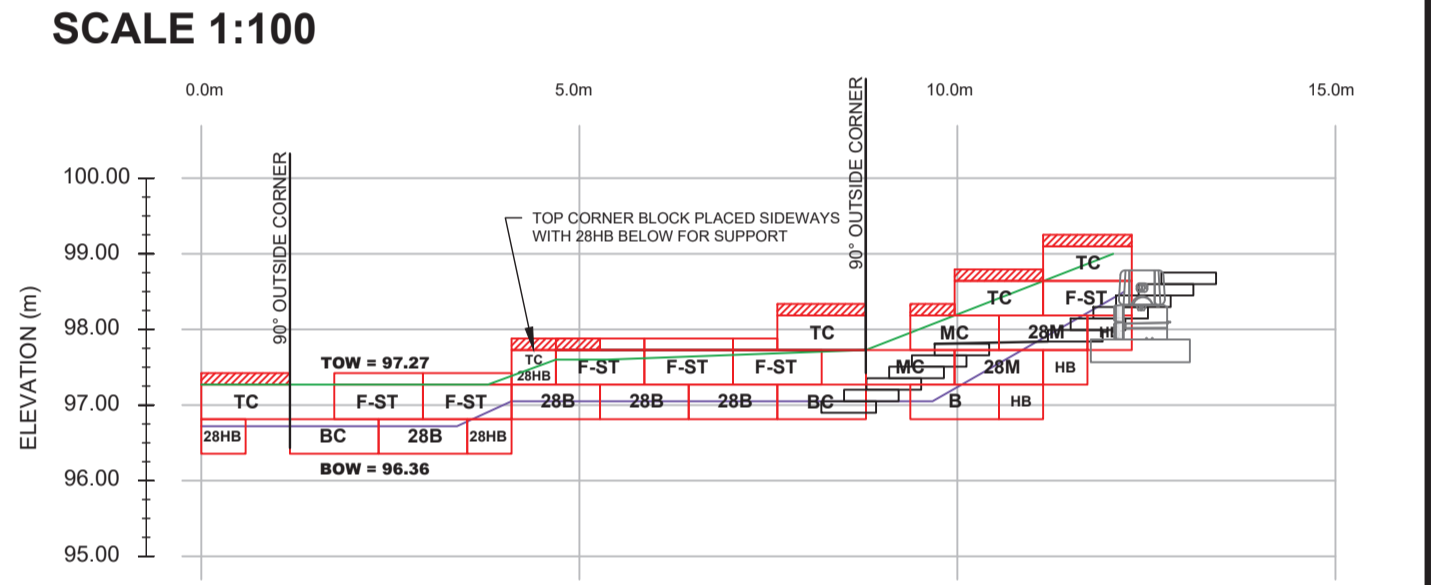 SCALE 1:100
0.0m
5.0m
10.0m
15.0m
90° OUTSIDE CORNER
90° OUTSIDE CORNER
ELEVATION (m)
100.00
99.00
98.00
97.00
96.00
95.00
TOP CORNER BLOCK PLACED SIDEWAYS
WITH 28HB BELOW FOR SUPPORT
TC
TC F-ST
TC MC 28M
TOW = 97.27
TC
28HB
F-ST F-ST F-ST MC 28M HB
TC F-ST F-ST 28B 28B 28B BC B HB
28HB BC 28B 28HB
BOW = 96.36